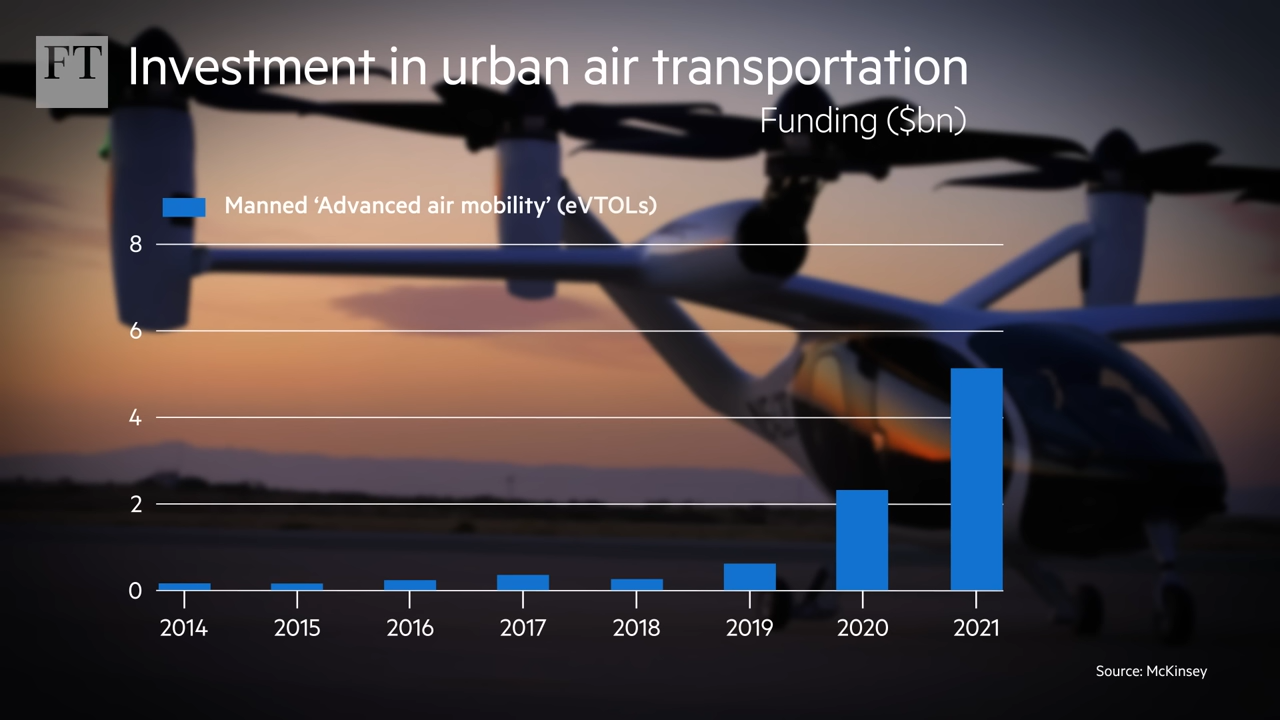 FT
Investment in urban air transportation
Funding ($bn)
Manned ‘Advanced air mobility’ (eVTOLs)
8
6
4
2
0
2014 2015 2016 2017 2018 2019 2020 2021
Source: McKinsey